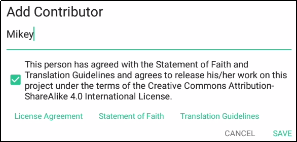 Add Contributor
Mikey
This person has agreed with the Statement of Faith and
Translation Guidelines and agrees to release his/her work on this
project under the terms of the Creative Commons Attribution-
ShareAlike 4.0 International License.
License Agreement Statement of Faith Translation Guidelines
CANCEL SAVE